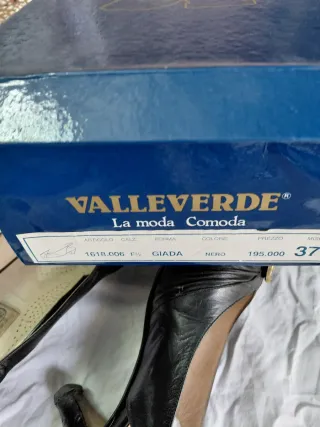 VALLEVERDE®
La moda Comoda
ARTICOLO CALZ. FORMA COLORE PREZZO
1618.006 GIADA NERO 195.000 37